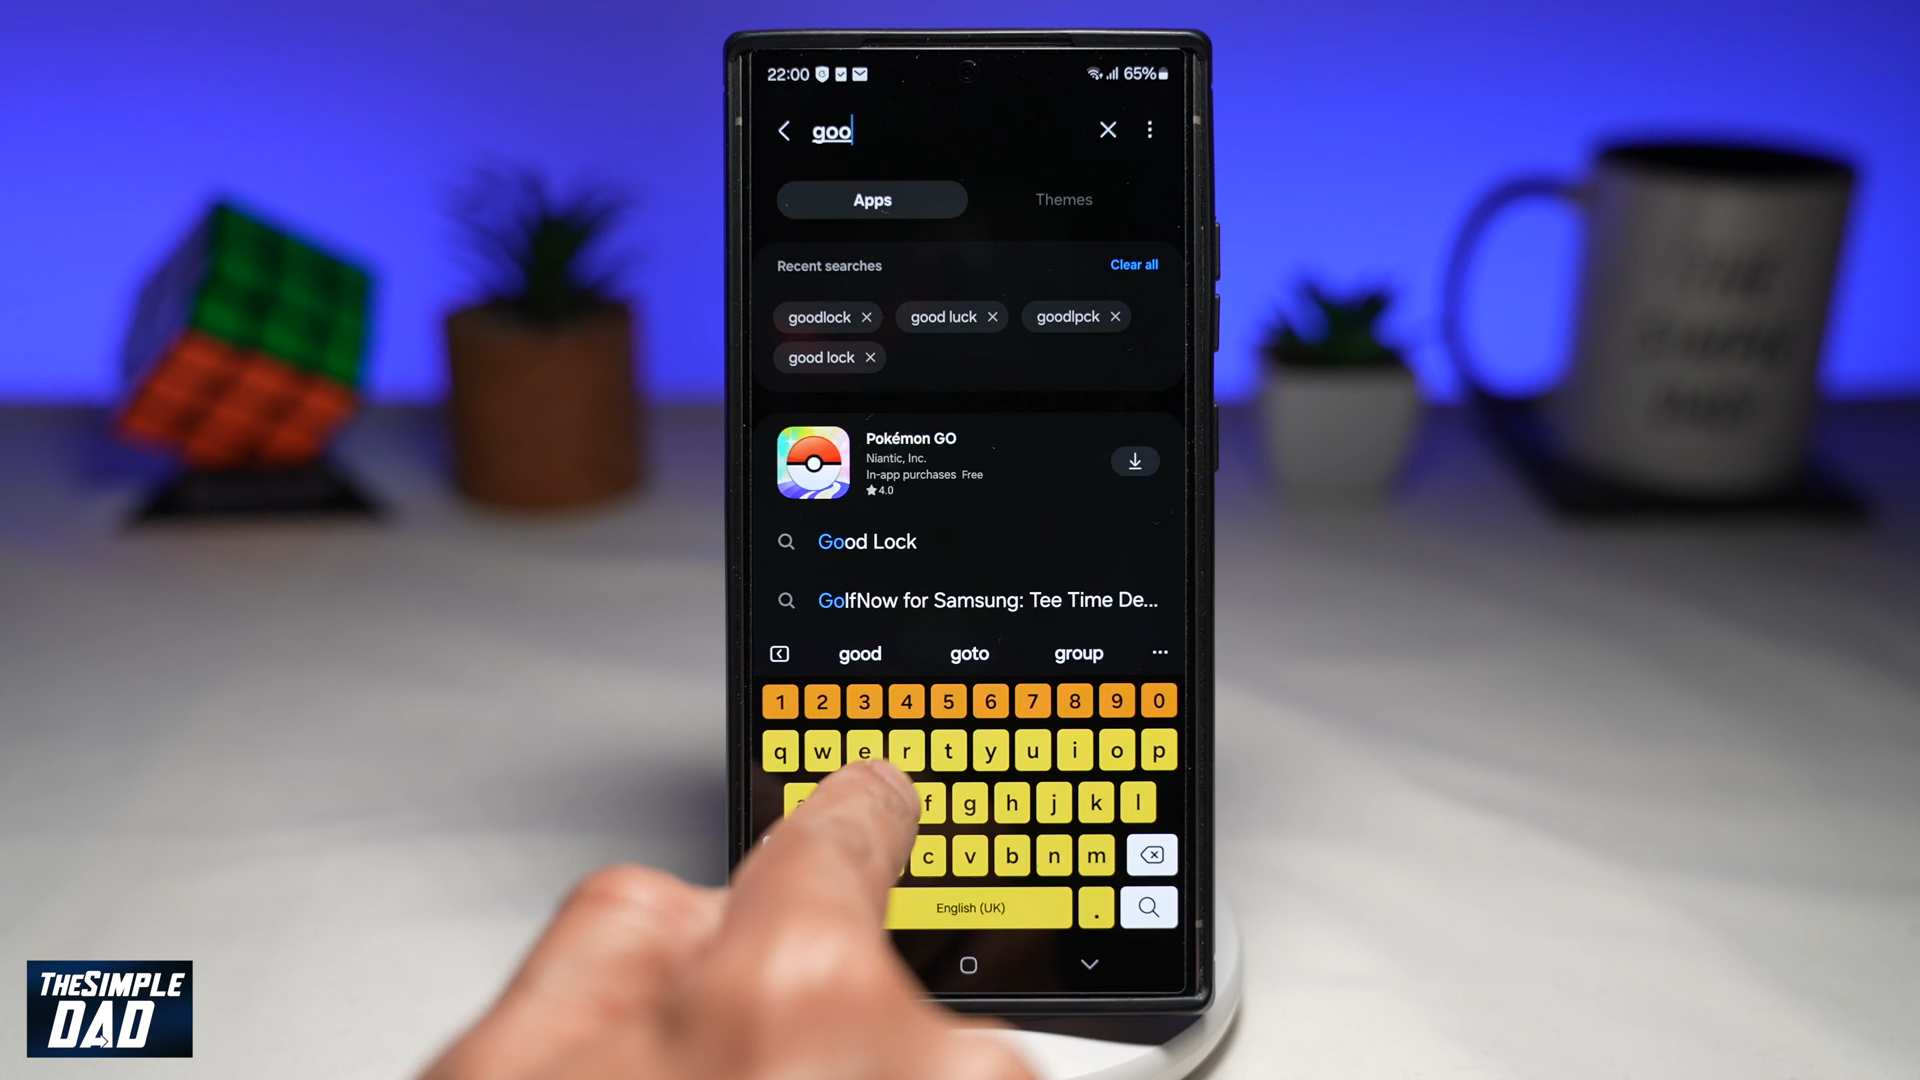 22:00 65%
goo
Apps Themes
Recent searches Clear all
goodlock good luck goodlpck
good lock
Pokémon GO
Niantic, Inc.
In-app purchases Free
4.0
Good Lock
GolfNow for Samsung: Tee Time De...
good goto group
1 2 3 4 5 6 7 8 9 0
q w e r t y u i o p
f g h j k l
c v b n m
English (UK) .
THESIMPLE
DAD